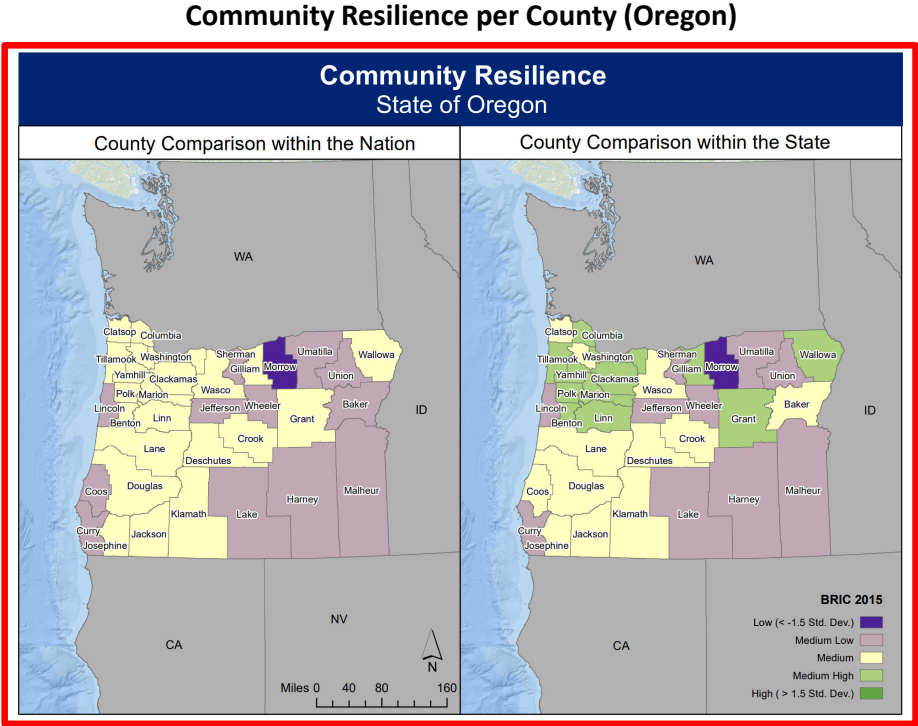 Community Resilience per County (Oregon)
Community Resilience
State of Oregon
County Comparison within the Nation
County Comparison within the State
WA
Clatsop
Columbia
Tillamook
Washington
Sherman
Umatilla
Wallowa
Gilliam
Morrow
Yamhill
Clackamas
Union
Wasco
Polk
Marion
Lincoln
Jefferson
Wheeler
Baker
ID
Benton
Linn
Grant
Crook
Lane
Deschutes
Coos
Douglas
Malheur
Harney
Klamath
Lake
Curry
Jackson
Josephine
NV
CA
N
Miles 0 40 80 160
WA
Clatsop
Columbia
Tillamook
Washington
Sherman
Umatilla
Wallowa
Gilliam
Morrow
Yamhill
Clackamas
Union
Wasco
Polk
Marion
Baker
Lincoln
Jefferson
Wheeler
ID
Benton
Linn
Grant
Crook
Lane
Deschutes
Coos
Douglas
Malheur
Harney
Klamath
Lake
Curry
Jackson
Josephine
CA
BRIC 2015
Low (< -1.5 Std. Dev.)
Medium Low
Medium
Medium High
High ( > 1.5 Std. Dev.)